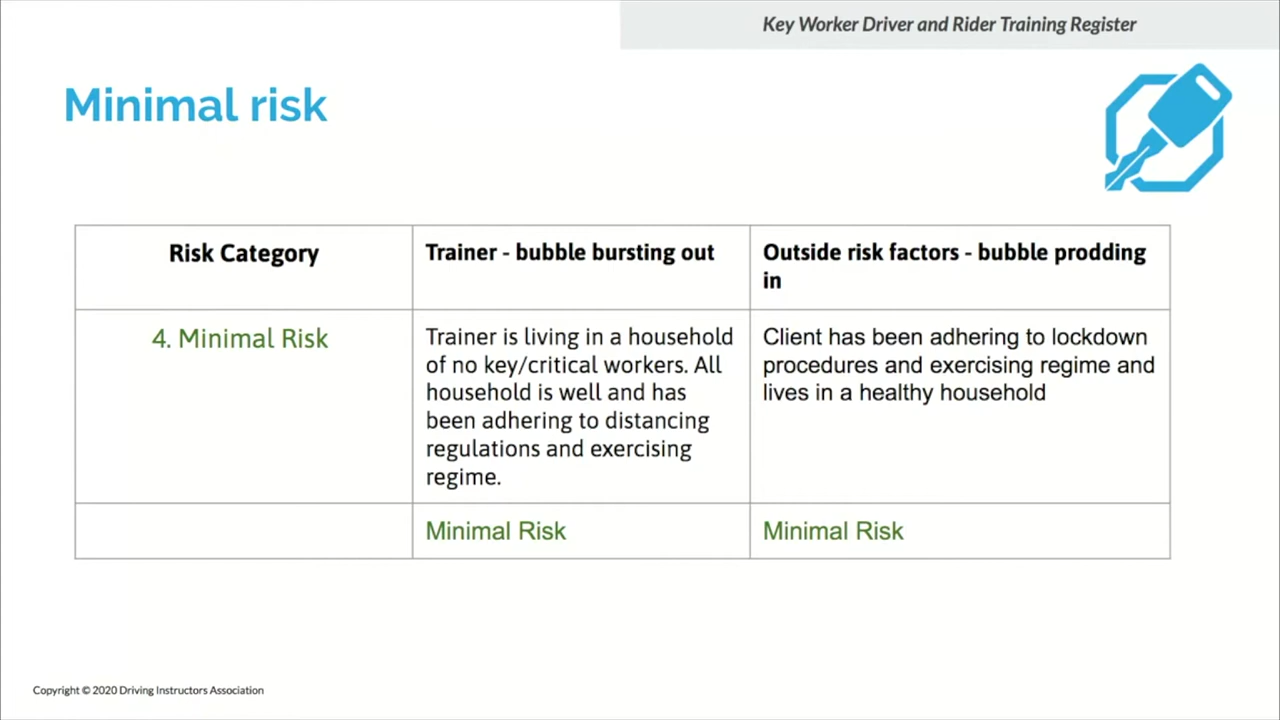 Key Worker Driver and Rider Training Register
Minimal risk
Risk Category
Trainer - bubble bursting out
Outside risk factors - bubble prodding
in
4. Minimal Risk
Trainer is living in a household
of no key/critical workers. All
household is well and has
been adhering to distancing
regulations and exercising
regime.
Client has been adhering to lockdown
procedures and exercising regime and
lives in a healthy household
Minimal Risk
Minimal Risk
Copyright © 2020 Driving Instructors Association